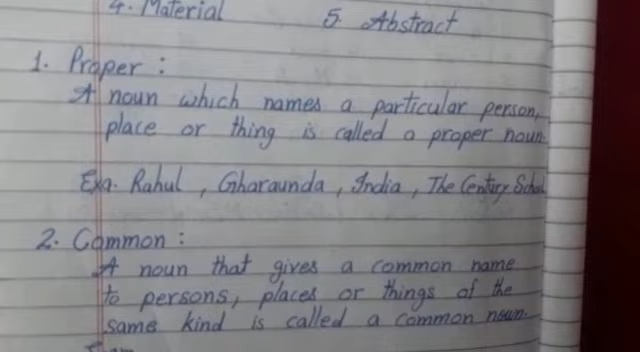 4. Material 5 Abstract
1. Proper :
A noun which names a particular person,
place or thing is called a proper noun
Exa. Rahul , Gharaunda , India , The Century School
2. Common :
A noun that gives a common name
to persons, places or things of the
same kind is called a common noun.